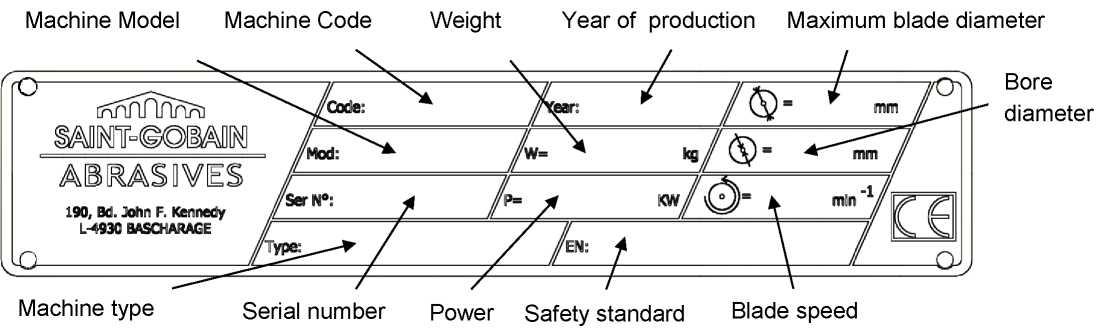 Machine Model Machine Code Weight Year of production Maximum blade diameter
Bore
diameter
Code: Year: = mm
SAINT-GOBAIN
ABRASIVES
Mod: W= kg = mm
190, Bd. John F. Kennedy
L-4930 BASCHARAGE
Ser N°: P= KW = min -1
Type: EN: CE
Machine type Serial number Power Safety standard Blade speed